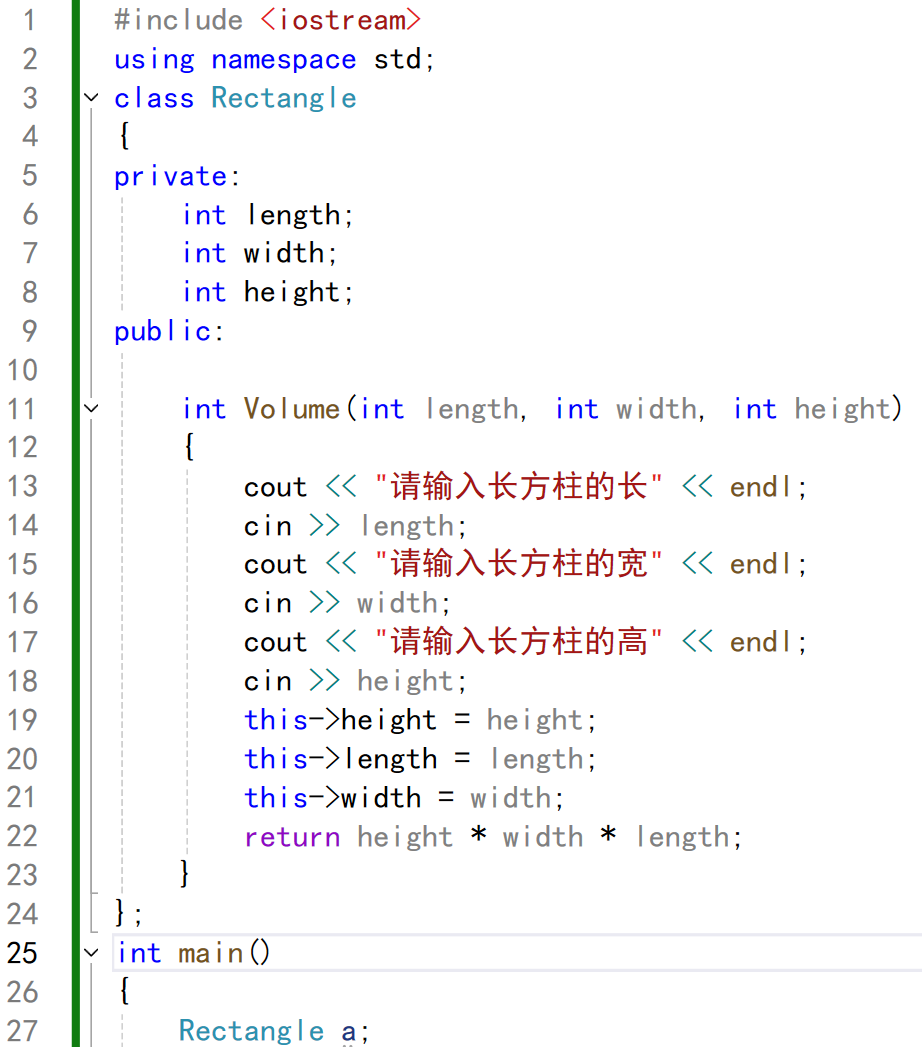 1 #include <iostream>
2 using namespace std;
3 class Rectangle
4 {
5 private:
6 int length;
7 int width;
8 int height;
9 public:
10
11 int Volume(int length, int width, int height)
12 {
13 cout << "请输入长方柱的长" << endl;
14 cin >> length;
15 cout << "请输入长方柱的宽" << endl;
16 cin >> width;
17 cout << "请输入长方柱的高" << endl;
18 cin >> height;
19 this->height = height;
20 this->length = length;
21 this->width = width;
22 return height * width * length;
23 }
24 };
25 int main()
26 {
27 Rectangle a;